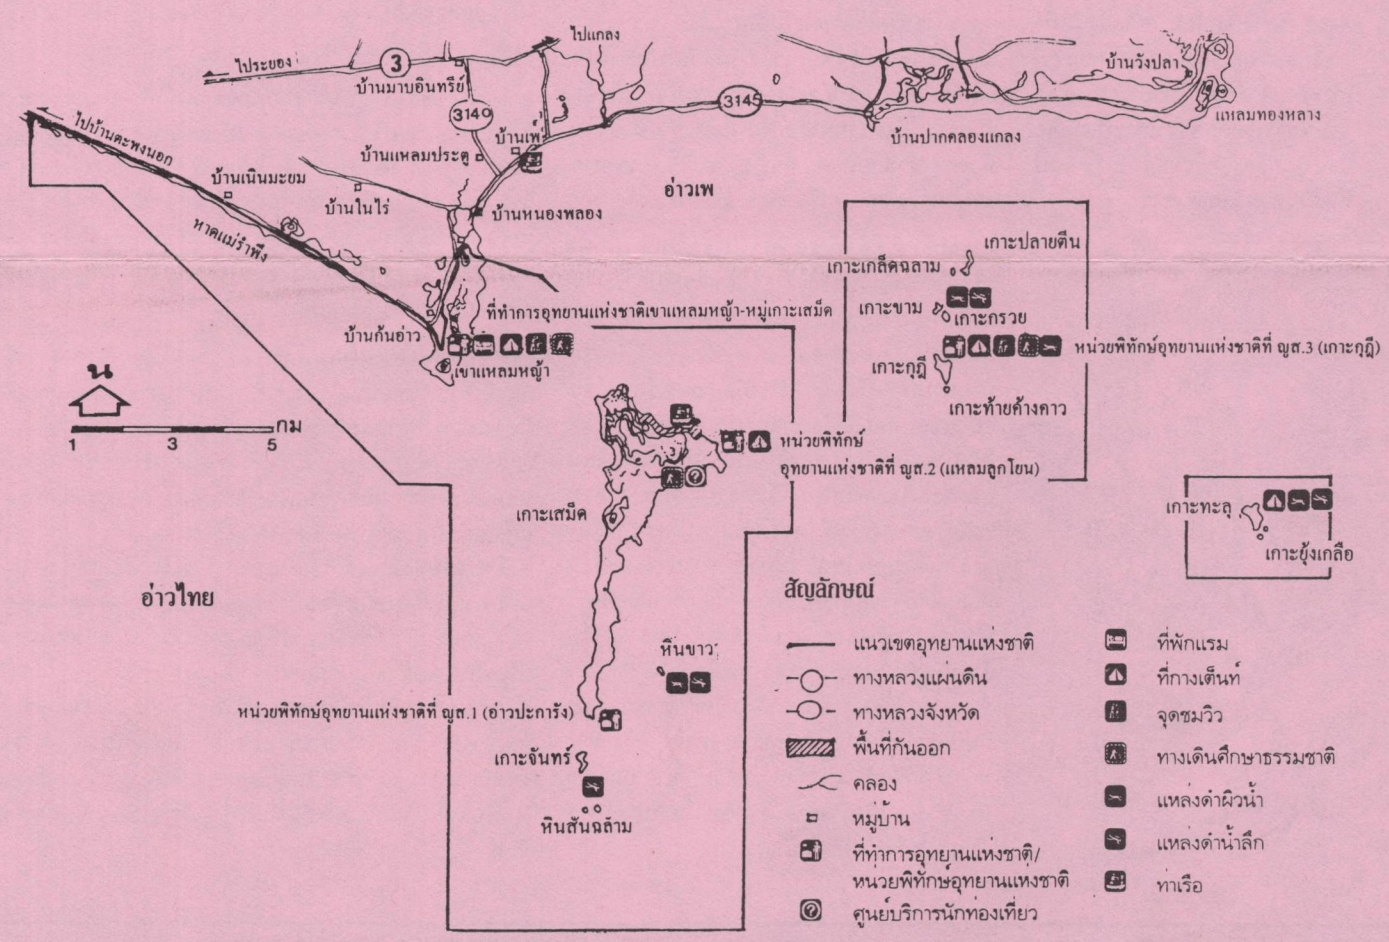 ไปแกลง
ไประยอง
3
บ้านมาบอินทรีย์
บ้านวังปลา
3145
3140
แหลมทองหลาง
ไปบ้านตะพงนอก
บ้านเพ
บ้านปากคลองแกลง
บ้านแหลมประตู
บ้านเนินมะยม
บ้านในไร่
อ่าวเพ
บ้านหนองพลอง
หาดแม่รำพึง
เกาะปลายตีน
เกาะเกล็ดฉลาม
ที่ทำการอุทยานแห่งชาติเขาแหลมหญ้า-หมู่เกาะเสม็ด
เกาะขาม
เกาะกรวย
บ้านก้นอ่าว
หน่วยพิทักษ์อุทยานแห่งชาติที่ ญส.3 (เกาะกุฎี)
เขาแหลมหญ้า
เกาะกุฎี
เกาะท้ายค้างคาว
น
กม
1 3 5
หน่วยพิทักษ์
อุทยานแห่งชาติที่ ญส.2 (แหลมลูกโยน)
เกาะเสม็ด
เกาะทะลุ
เกาะยุ้งเกลือ
อ่าวไทย
หินขาว
หน่วยพิทักษ์อุทยานแห่งชาติที่ ญส.1 (อ่าวปะการัง)
เกาะจันทร์
หินสันฉลาม
สัญลักษณ์
แนวเขตอุทยานแห่งชาติ
ทางหลวงแผ่นดิน
ทางหลวงจังหวัด
พื้นที่กันออก
คลอง
หมู่บ้าน
ที่ทำการอุทยานแห่งชาติ/
หน่วยพิทักษ์อุทยานแห่งชาติ
ศูนย์บริการนักท่องเที่ยว
ที่พักแรม
ที่กางเต็นท์
จุดชมวิว
ทางเดินศึกษาธรรมชาติ
แหล่งดำผิวน้ำ
แหล่งดำน้ำลึก
ท่าเรือ